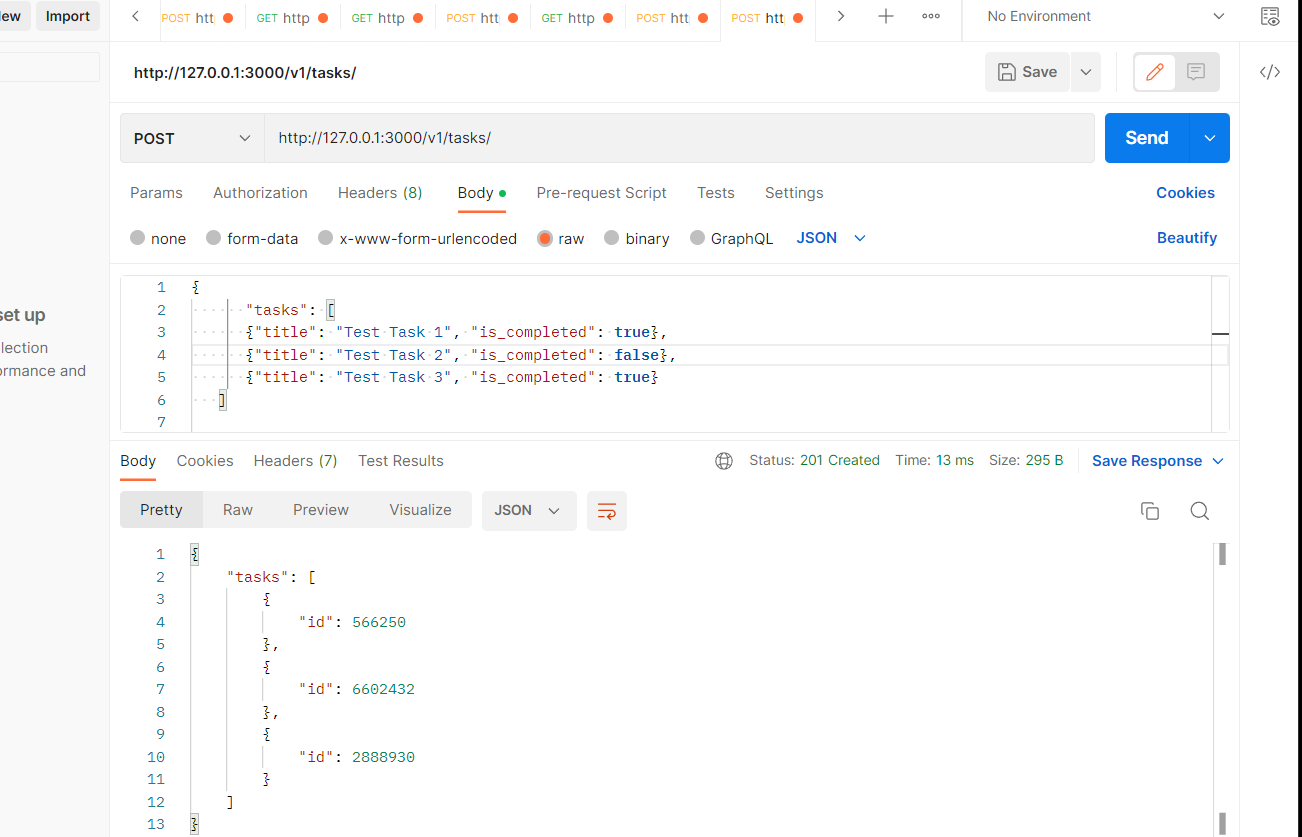 ew Import
POST htt GET http GET http POST htt GET http POST htt POST htt No Environment
http://127.0.0.1:3000/v1/tasks/ Save
POST http://127.0.0.1:3000/v1/tasks/ Send
Params Authorization Headers (8) Body Pre-request Script Tests Settings Cookies
none form-data x-www-form-urlencoded raw binary GraphQL JSON Beautify
1 {
2 "tasks": [
3 {"title": "Test Task 1", "is_completed": true},
4 {"title": "Test Task 2", "is_completed": false},
5 {"title": "Test Task 3", "is_completed": true}
6 ]
7
set up
lection
ormance and
Body Cookies Headers (7) Test Results Status: 201 Created Time: 13 ms Size: 295 B Save Response
Pretty Raw Preview Visualize JSON
1 {
2 "tasks": [
3 {
4 "id": 566250
5 },
6 {
7 "id": 6602432
8 },
9 {
10 "id": 2888930
11 }
12 ]
13 }